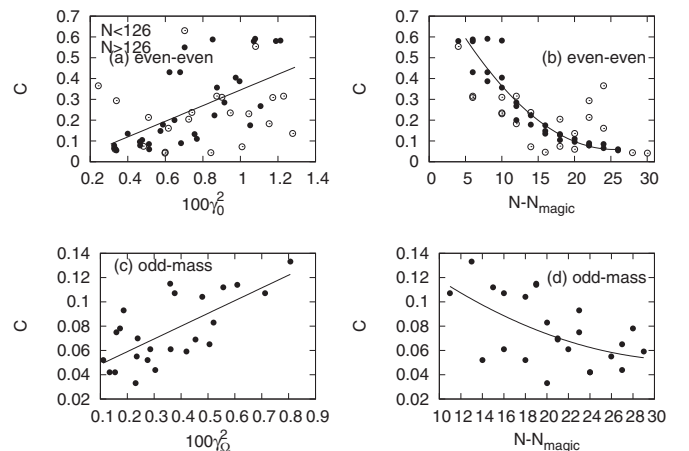 0.7
0.6
0.5
0.4
0.3
0.2
0.1
0
C
N<126
N>126
(a) even-even
0.2 0.4 0.6 0.8 1 1.2 1.4
100γ₀²
0.7
0.6
0.5
0.4
0.3
0.2
0.1
0
C
(b) even-even
0 5 10 15 20 25 30
N-Nmagic
0.14
0.12
0.1
0.08
0.06
0.04
0.02
C
(c) odd-mass
0.1 0.2 0.3 0.4 0.5 0.6 0.7 0.8 0.9
100γΩ²
0.14
0.12
0.1
0.08
0.06
0.04
0.02
C
(d) odd-mass
10 12 14 16 18 20 22 24 26 28 30
N-Nmagic